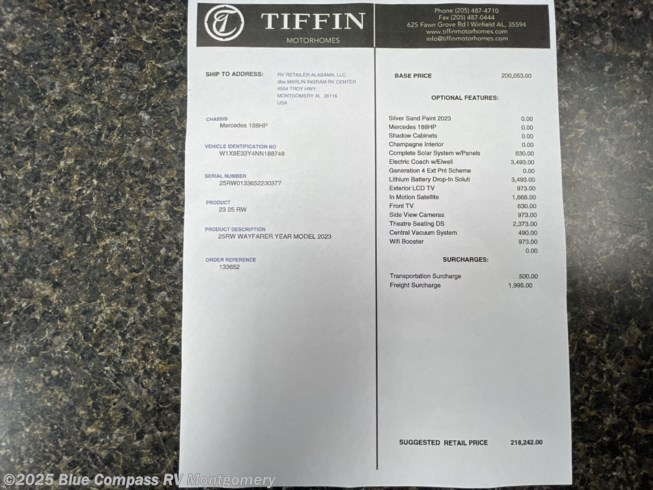 TIFFIN
MOTORHOMES
Phone (205) 487-4710
Fax (205) 487-0444
625 Fawn Grove Rd | Winfield AL, 35594
www.tiffinmotorhomes.com
info@tiffinmotorhomes.com
SHIP TO ADDRESS:
RV RETAILER ALABAMA, LLC
dba MARLIN INGRAM RV CENTER
4504 TROY HWY
MONTGOMERY AL 36116
USA
CHASSIS
Mercedes 188HP
VEHICLE IDENTIFICATION NO
W1X8E33Y4NN188748
SERIAL NUMBER
25RW0133652230377
PRODUCT
23 25 RW
PRODUCT DESCRIPTION
25RW WAYFARER YEAR MODEL 2023
ORDER REFERENCE
133652
BASE PRICE 200,053.00
OPTIONAL FEATURES:
Silver Sand Paint 2023 0.00
Mercedes 188HP 0.00
Shadow Cabinets 0.00
Champagne Interior 0.00
Complete Solar System w/Panels 630.00
Electric Coach w/Eiwell 3,493.00
Generation 4 Ext Pnt Scheme 0.00
Lithium Battery Drop-In Soluti 3,493.00
Exterior LCD TV 973.00
In Motion Satellite 1,668.00
Front TV 630.00
Side View Cameras 973.00
Theatre Seating DS 2,373.00
Central Vacuum System 490.00
Wifi Booster 973.00
0.00
SURCHARGES:
Transportation Surcharge 500.00
Freight Surcharge 1,995.00
SUGGESTED RETAIL PRICE 218,242.00
©2025 Blue Compass RV Montgomery